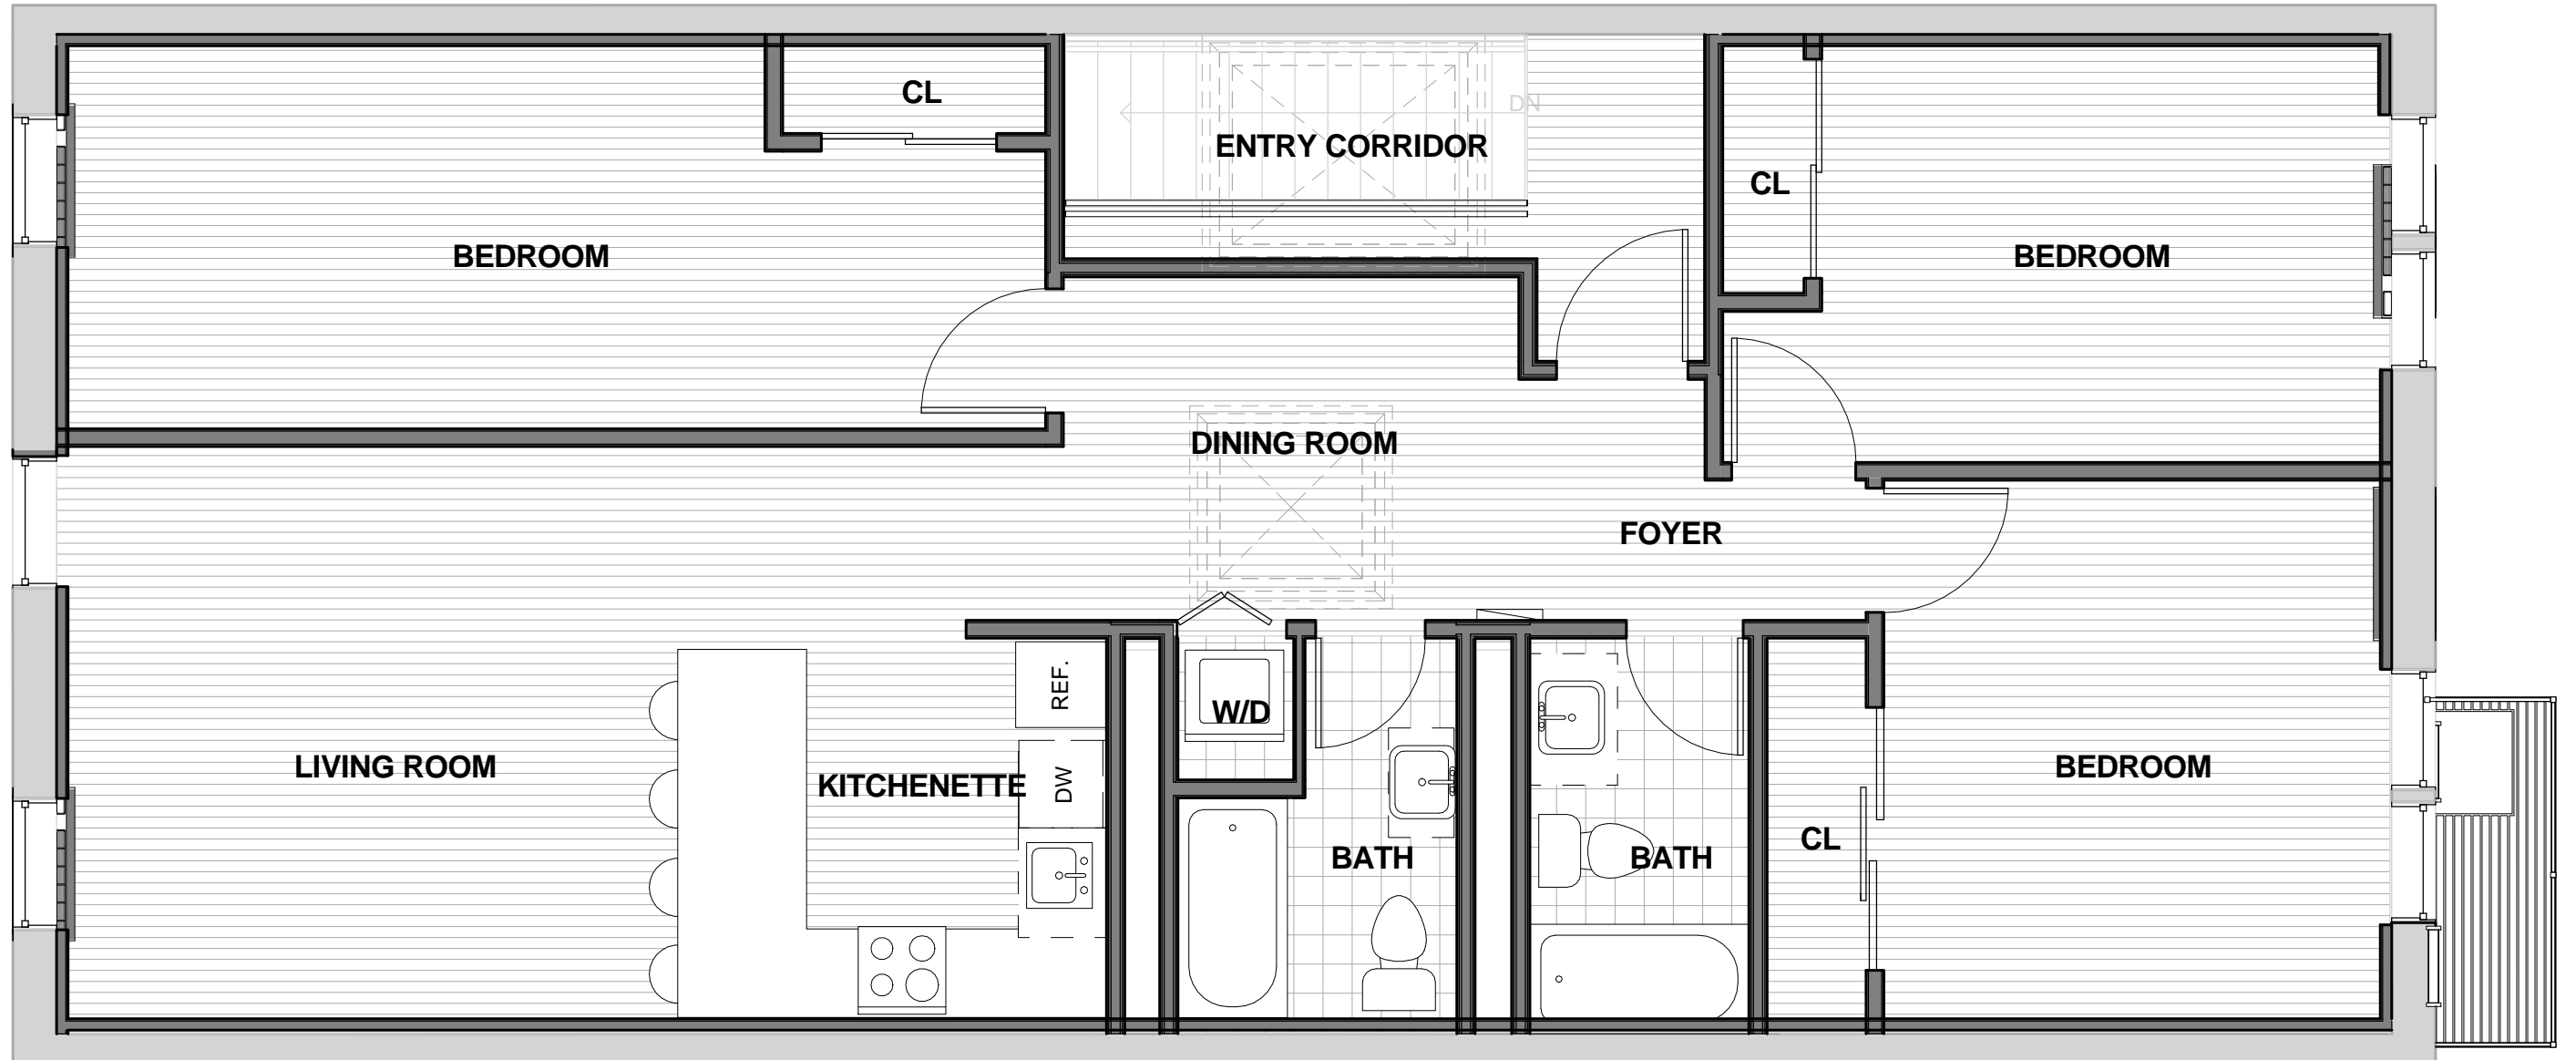 CL
DN
ENTRY CORRIDOR
CL
BEDROOM
BEDROOM
DINING ROOM
FOYER
REF.
W/D
LIVING ROOM
KITCHENETTE
DW
BEDROOM
CL
BATH
BATH